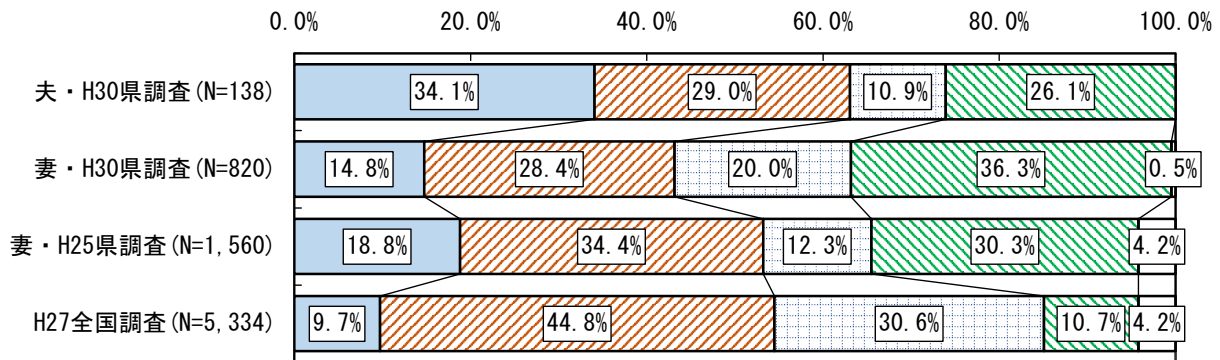 0.0% 20.0% 40.0% 60.0% 80.0% 100.0%
夫・H30県調査(N=138) 34.1% 29.0% 10.9% 26.1%
妻・H30県調査(N=820) 14.8% 28.4% 20.0% 36.3% 0.5%
妻・H25県調査(N=1,560) 18.8% 34.4% 12.3% 30.3% 4.2%
H27全国調査(N=5,334) 9.7% 44.8% 30.6% 10.7% 4.2%